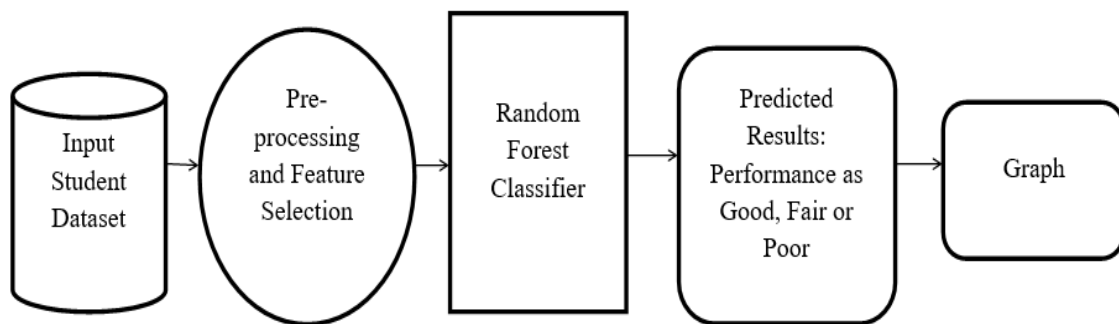 Input
Student
Dataset
Pre-
processing
and Feature
Selection
Random
Forest
Classifier
Predicted
Results:
Performance as
Good, Fair or
Poor
Graph